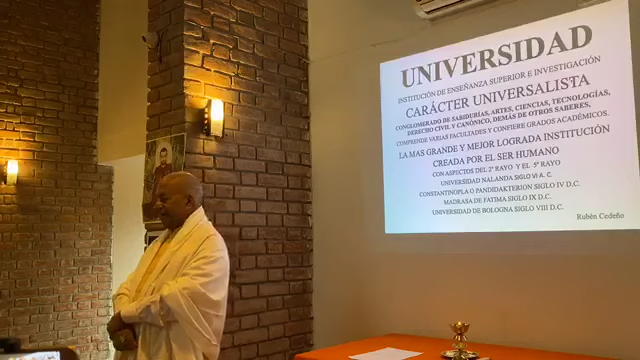 UNIVERSIDAD
INSTITUCIÓN DE ENSEÑANZA SUPERIOR E INVESTIGACIÓN
CARÁCTER UNIVERSALISTA
CONGLOMERADO DE SABIDURÍAS, ARTES, CIENCIAS, TECNOLOGÍAS,
DERECHO CIVIL Y CANÓNICO, DEMÁS DE OTROS SABERES,
COMPRENDE VARIAS FACULTADES Y CONFIERE GRADOS ACADÉMICOS.
LA MAS GRANDE Y MEJOR LOGRADA INSTITUCIÓN
CREADA POR EL SER HUMANO
CON ASPECTOS DEL 2º RAYO Y EL 5º RAYO
UNIVERSIDAD NALANDA SIGLO VI A. C.
CONSTANTINOPLA O PANDIDAKTERION SIGLO IV D.C.
MADRASA DE FATIMA SIGLO IX D.C.
UNIVERSIDAD DE BOLOGNA SIGLO VIII D.C.
Rubén Cedeño